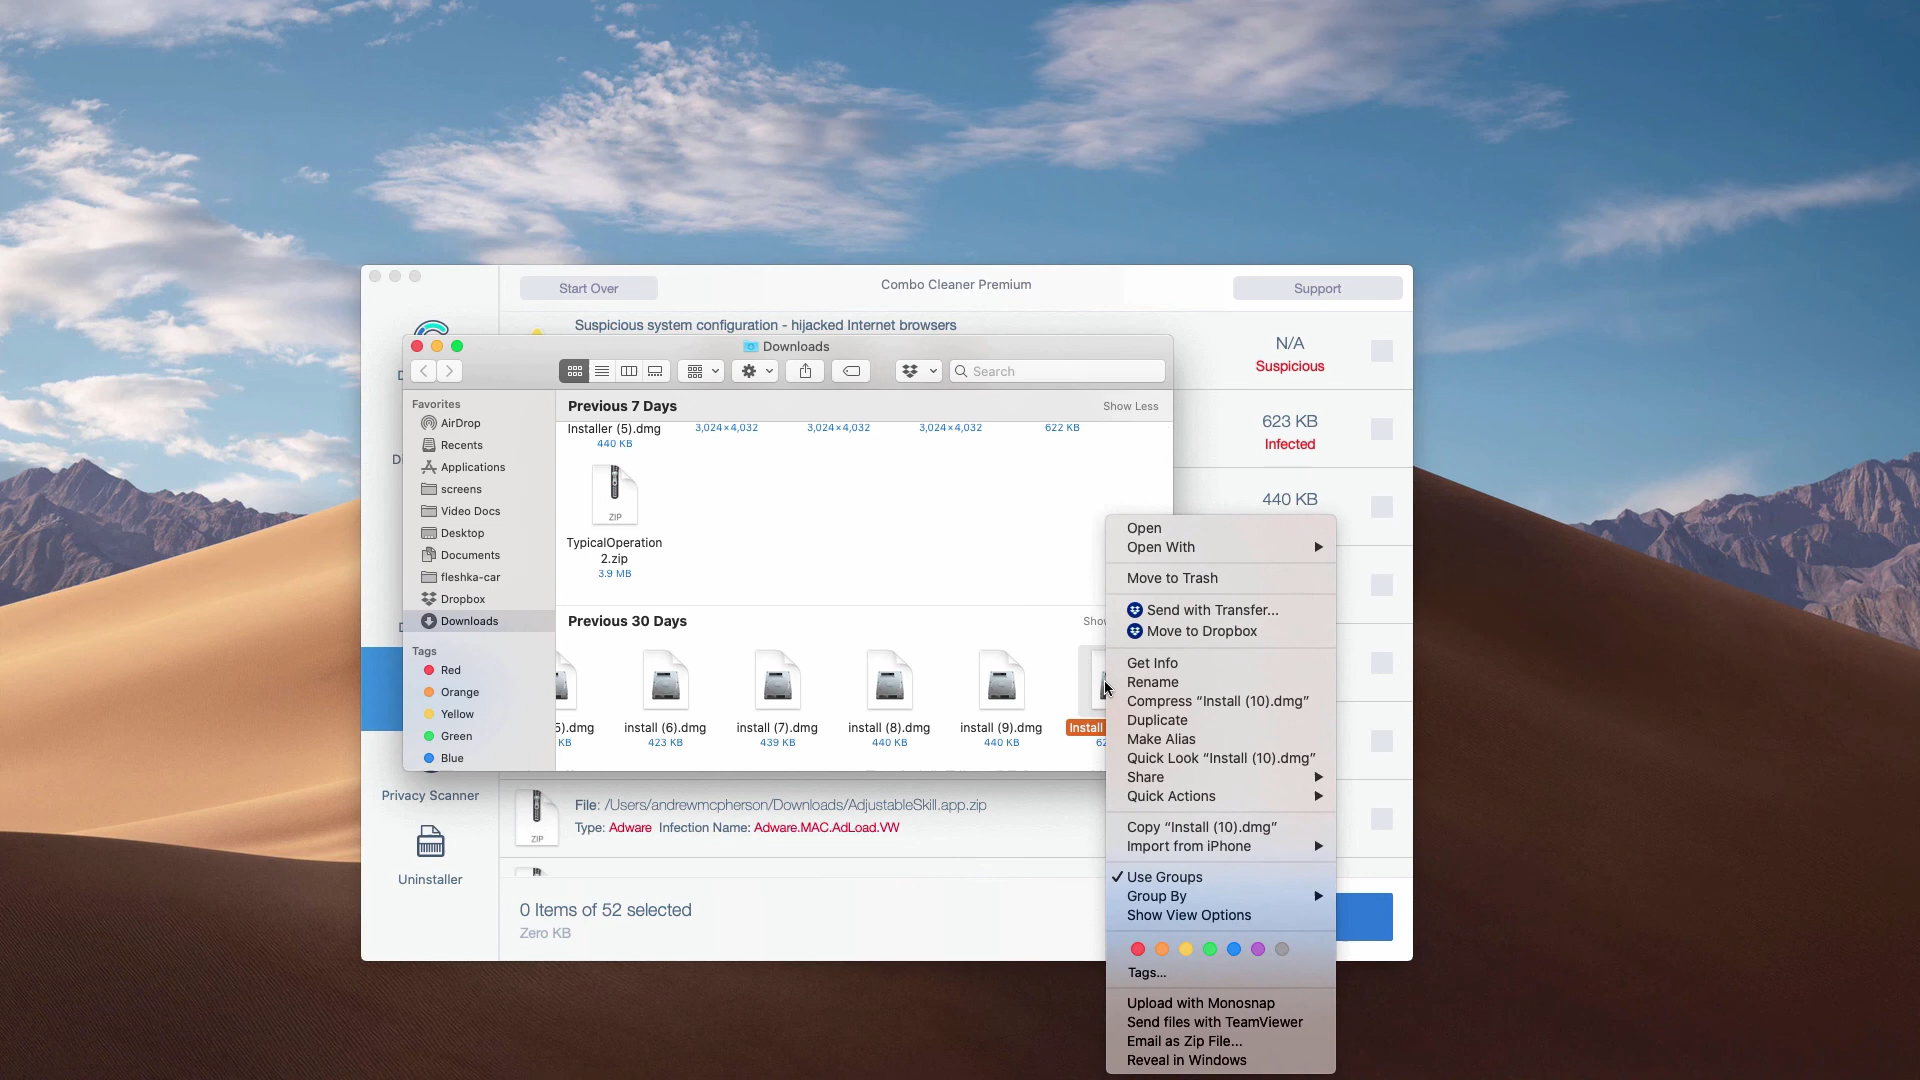 Start Over
Combo Cleaner Premium
Support
Suspicious system configuration - hijacked Internet browsers
N/A
Suspicious
623 KB
Infected
440 KB
Downloads
Search
Favorites
AirDrop
Recents
Applications
screens
Video Docs
Desktop
Documents
fleshka-car
Dropbox
Downloads
Tags
Red
Orange
Yellow
Green
Blue
Previous 7 Days
Show Less
Installer (5).dmg
440 KB
3,024×4,032
3,024×4,032
3,024×4,032
622 KB
ZIP
TypicalOperation
2.zip
3.9 MB
Previous 30 Days
5).dmg
KB
install (6).dmg
423 KB
install (7).dmg
439 KB
install (8).dmg
440 KB
install (9).dmg
440 KB
Install
Open
Open With
Move to Trash
Send with Transfer...
Move to Dropbox
Get Info
Rename
Compress “Install (10).dmg”
Duplicate
Make Alias
Quick Look “Install (10).dmg”
Share
Quick Actions
Copy “Install (10).dmg”
Import from iPhone
Use Groups
Group By
Show View Options
Tags...
Upload with Monosnap
Send files with TeamViewer
Email as Zip File...
Reveal in Windows
Privacy Scanner
Uninstaller
ZIP
File: /Users/andrewmcpherson/Downloads/AdjustableSkill.app.zip
Type: Adware Infection Name: Adware.MAC.AdLoad.VW
0 Items of 52 selected
Zero KB